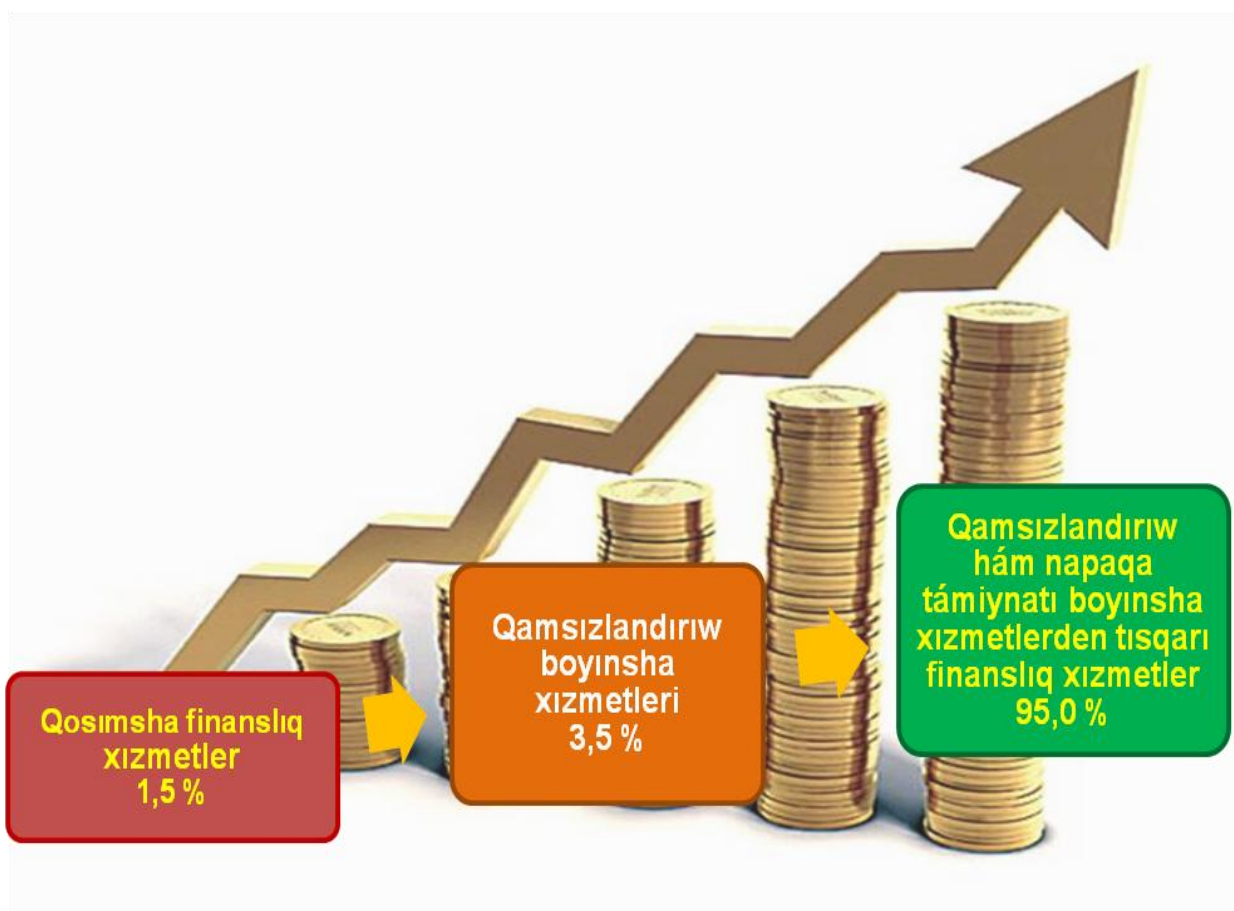 Qosımsha finanslıq
xızmetler
1,5 %
Qamsızlandırıw
boyınsha
xızmetleri
3,5 %
Qamsızlandırıw
hám napaqa
támiynatı boyınsha
xızmetlerden tısqarı
finanslıq xızmetler
95,0 %